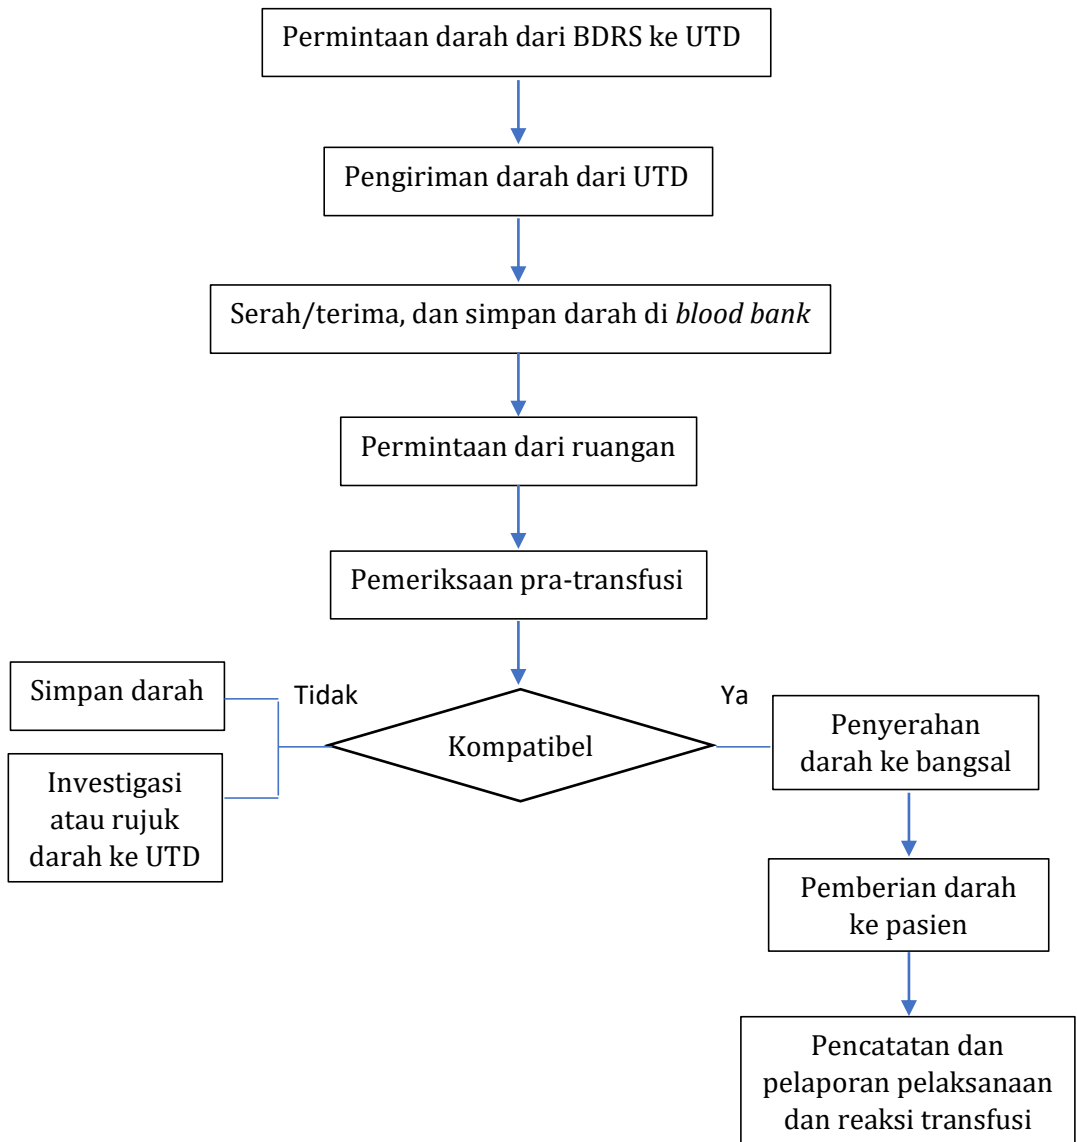 Permintaan darah dari BDRS ke UTD
Pengiriman darah dari UTD
Serah/terima, dan simpan darah di blood bank
Permintaan dari ruangan
Pemeriksaan pra-transfusi
Simpan darah
Tidak
Kompatibel
Ya
Penyerahan
darah ke bangsal
Investigasi
atau rujuk
darah ke UTD
Pemberian darah
ke pasien
Pencatatan dan
pelaporan pelaksanaan
dan reaksi transfusi